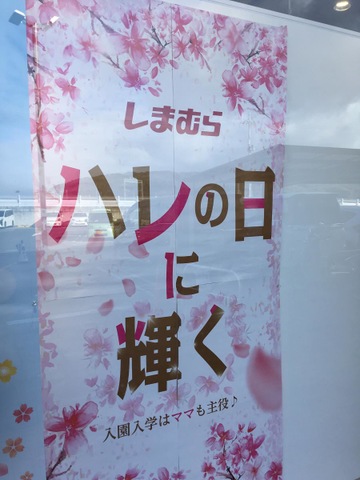 しまむら
ハレの日
に
輝く
入園入学はママも主役♪